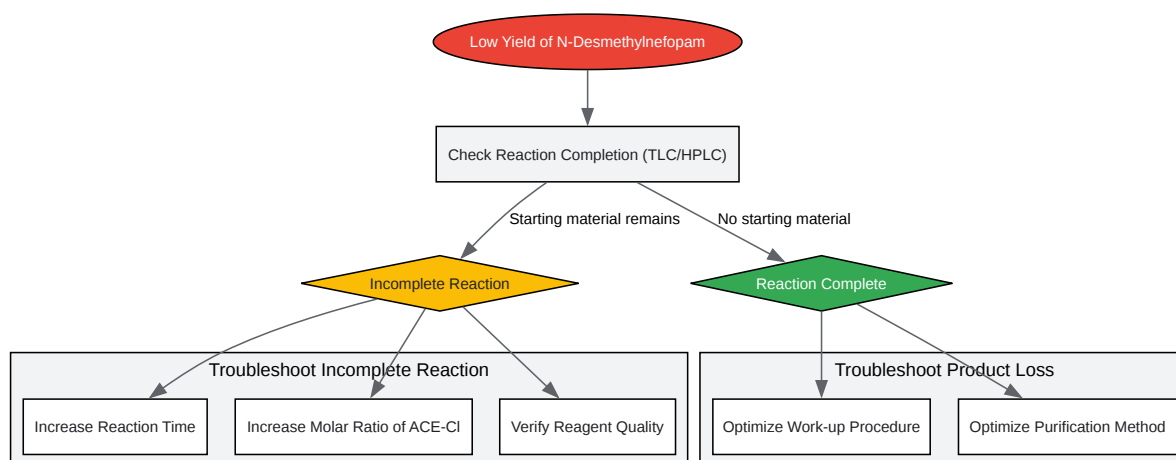 Low Yield of N-Desmethylnefopam
Check Reaction Completion (TLC/HPLC)
Starting material remains
No starting material
Incomplete Reaction
Reaction Complete
Troubleshoot Incomplete Reaction
Troubleshoot Product Loss
Increase Reaction Time
Increase Molar Ratio of ACE-Cl
Verify Reagent Quality
Optimize Work-up Procedure
Optimize Purification Method